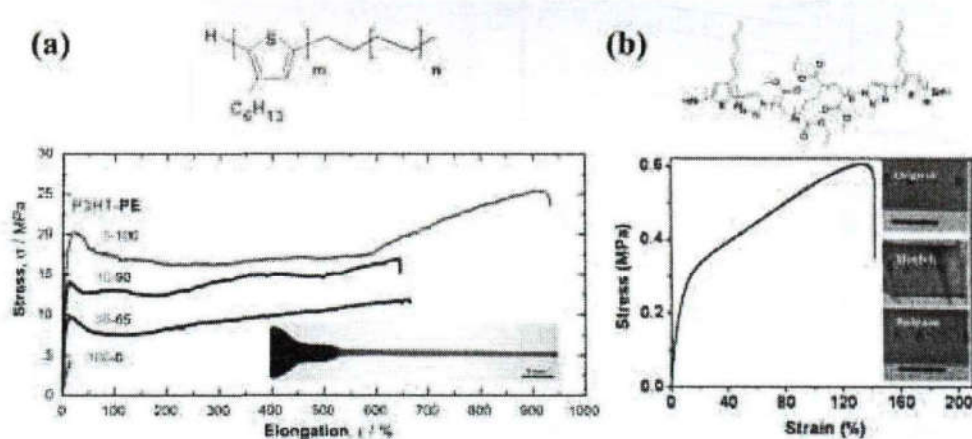 (a)
H
S
m
n
C6H13
30
25
20
15
10
5
0
Stress, σ / MPa
P3HT-PE
0-100
10-90
35-65
100-0
0 100 200 300 400 500 600 700 800 900 1000
Elongation, ε / %
(b)
0.6
0.4
0.2
0.0
Stress (MPa)
Original
Stretch
Release
0 40 80 120 160 200
Strain (%)